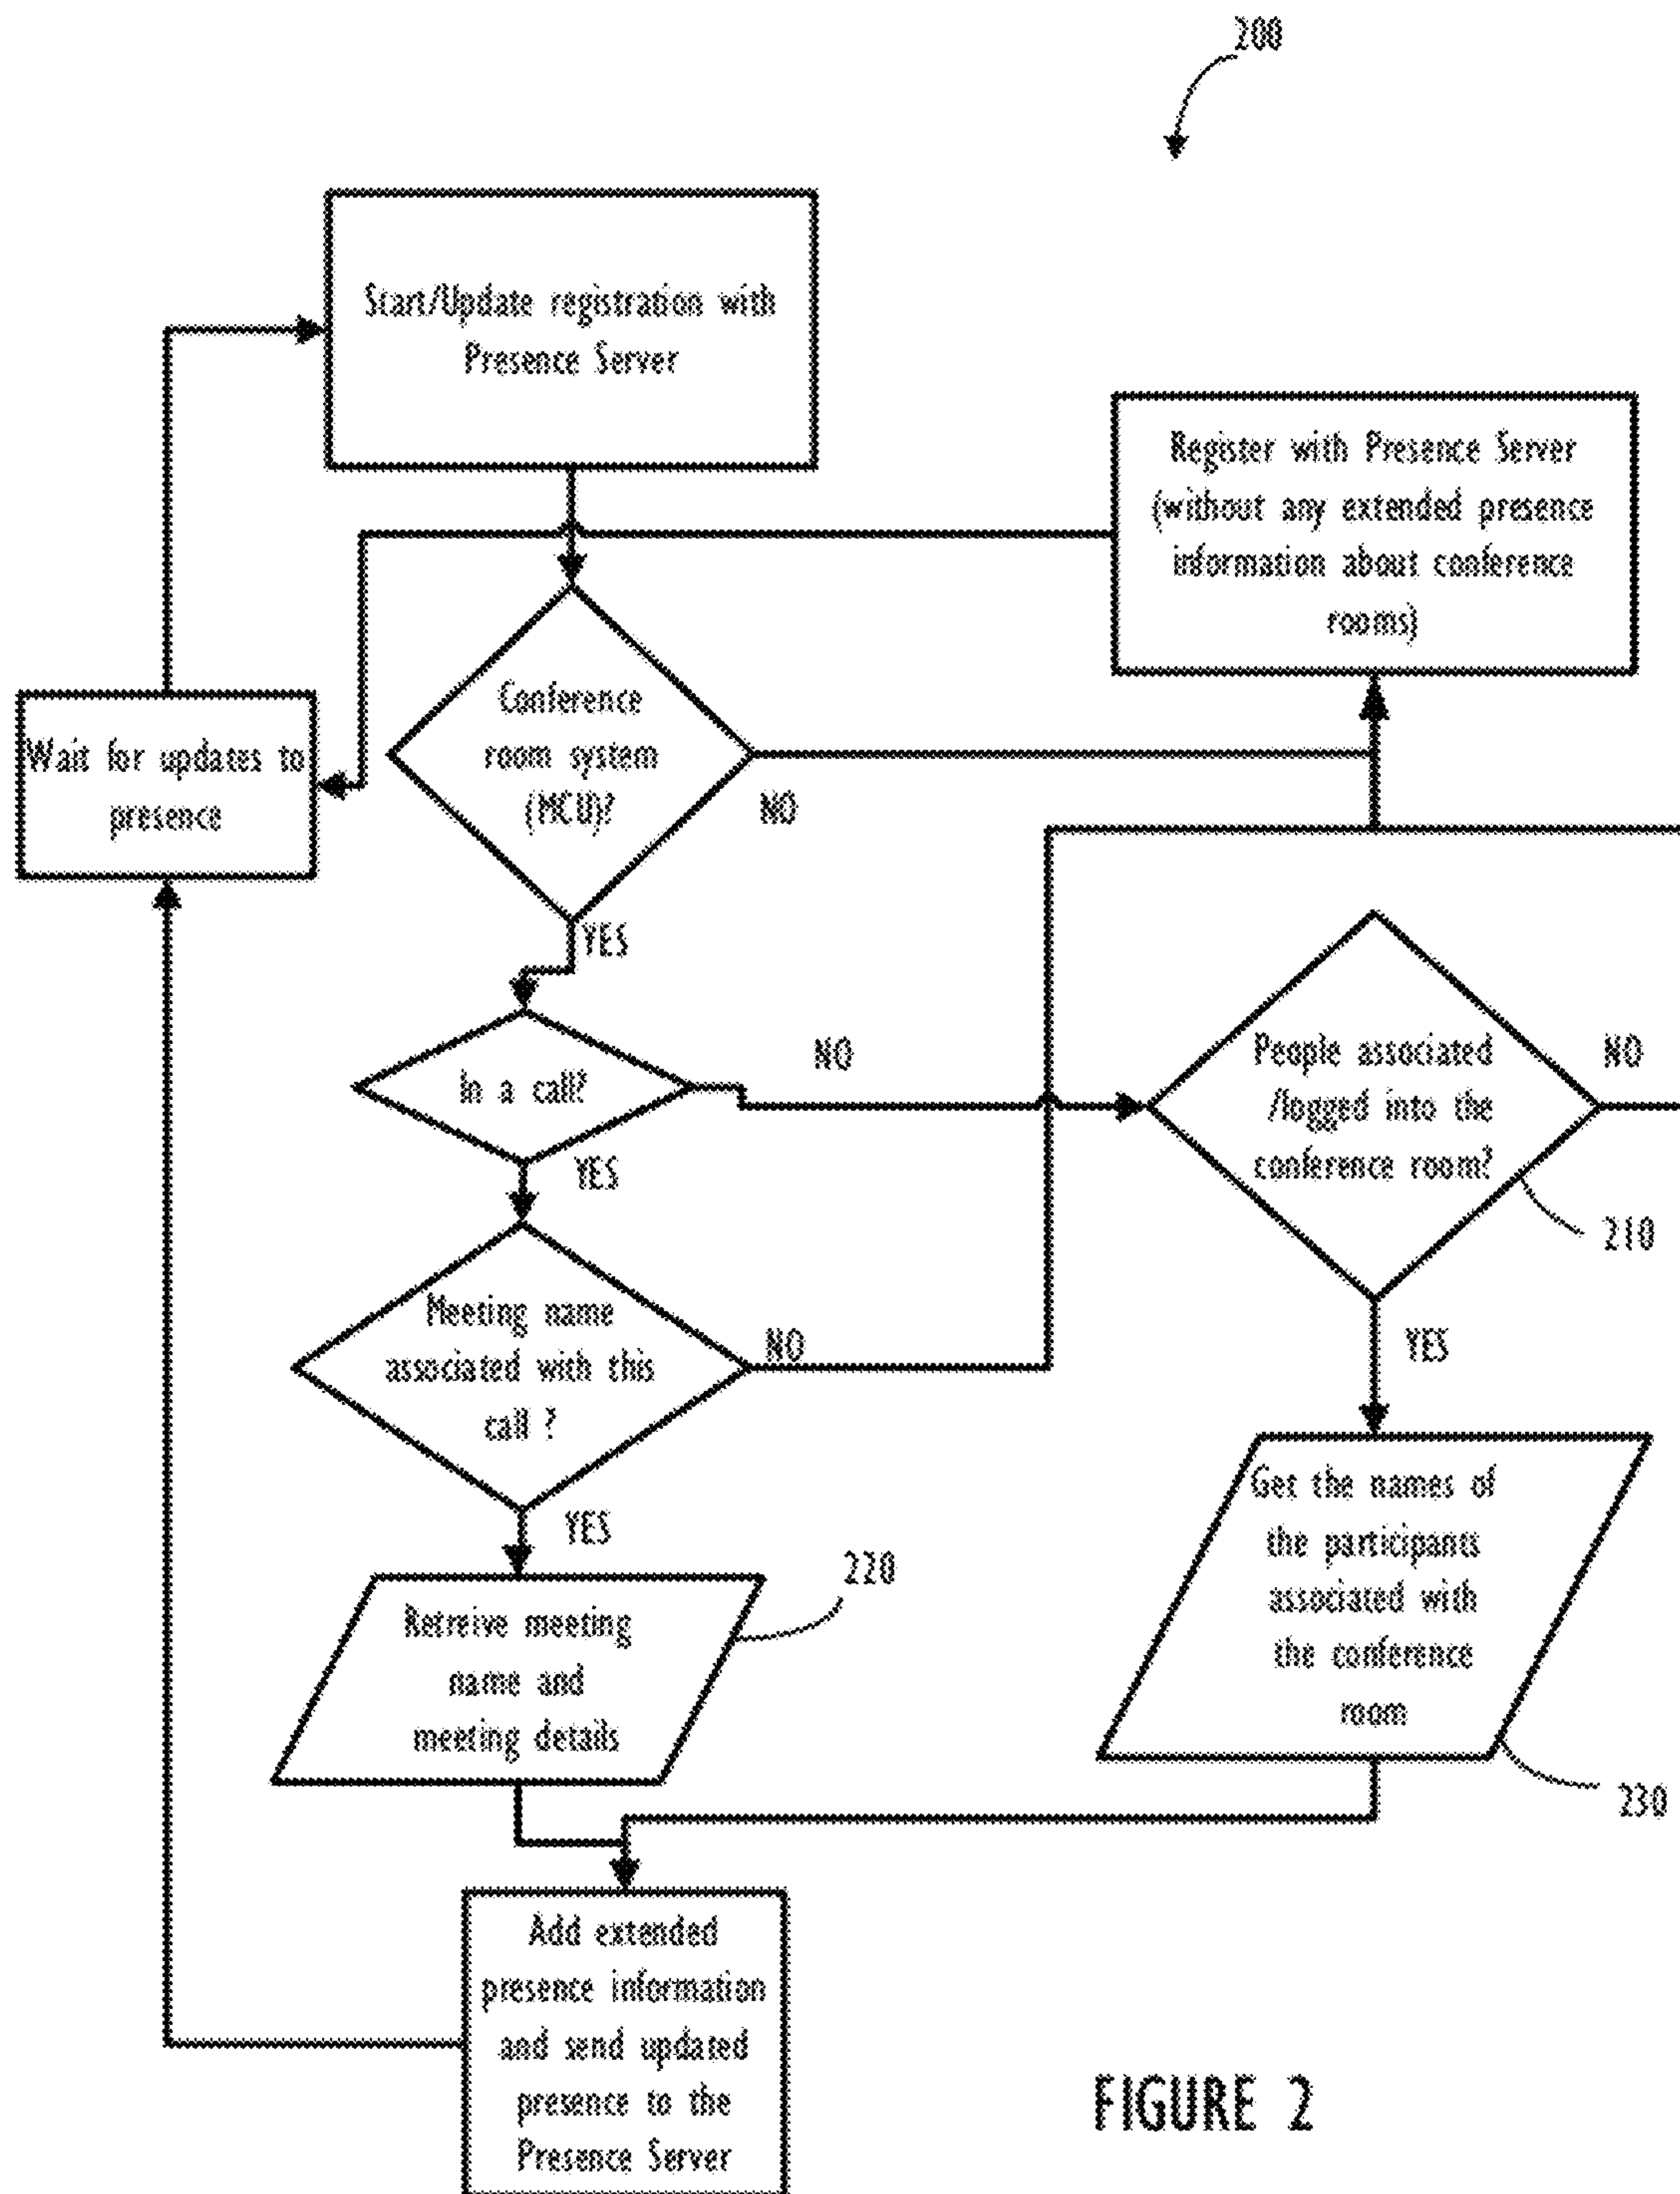 200
Start/Update registration with
Presence Server
Register with Presence Server
(without any extended presence
information about conference
rooms)
Wait for updates to
presence
Conference
room system
(MCU)?
NO
YES
In a call?
NO
YES
People associated
/logged into the
conference room?
NO
210
YES
Meeting name
associated with this
call ?
NO
YES
Get the names of
the participants
associated with
the conference
room
230
220
Retreive meeting
name and
meeting details
Add extended
presence information
and send updated
presence to the
Presence Server
FIGURE 2